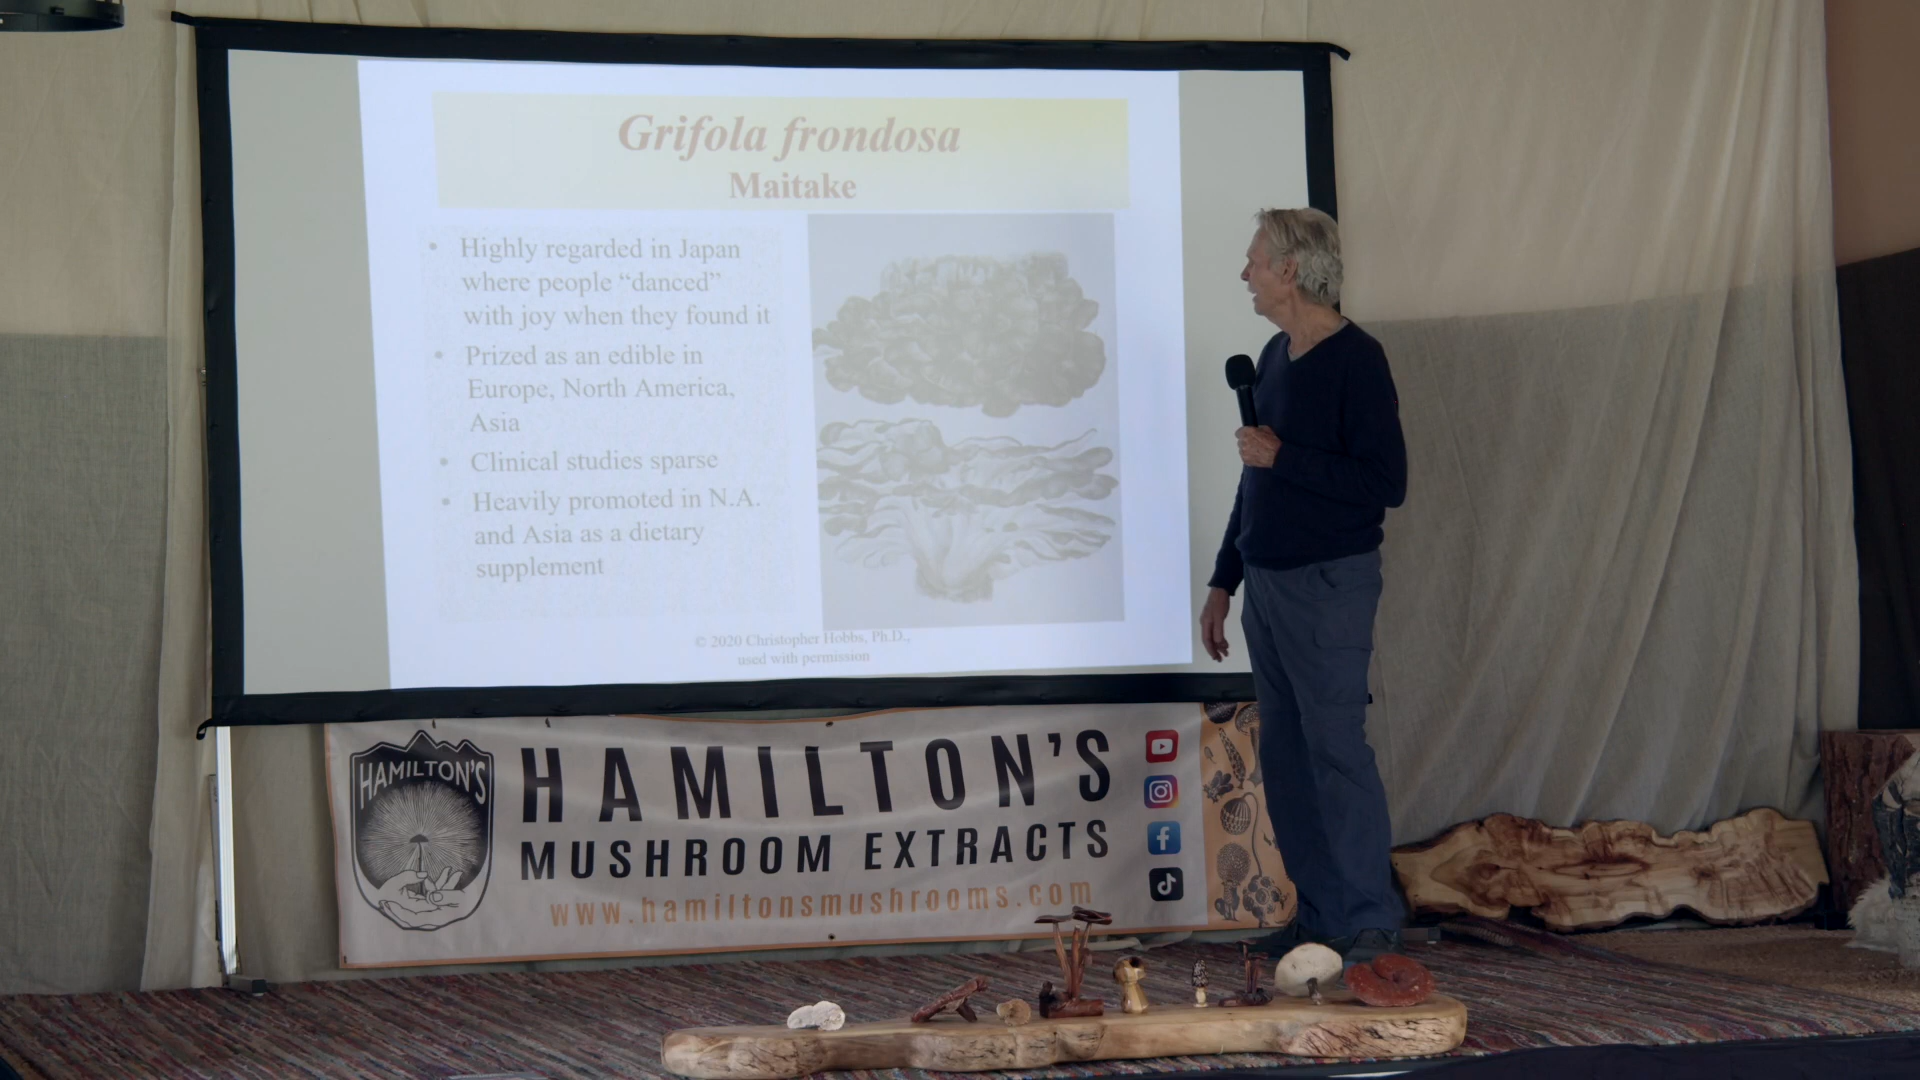 Grifola frondosa
Maitake
• Highly regarded in Japan
where people “danced”
with joy when they found it
• Prized as an edible in
Europe, North America,
Asia
• Clinical studies sparse
• Heavily promoted in N.A.
and Asia as a dietary
supplement
© 2020 Christopher Hobbs, Ph.D.,
used with permission
HAMILTON'S
HAMILTON'S
MUSHROOM EXTRACTS
www.hamiltonsmushrooms.com